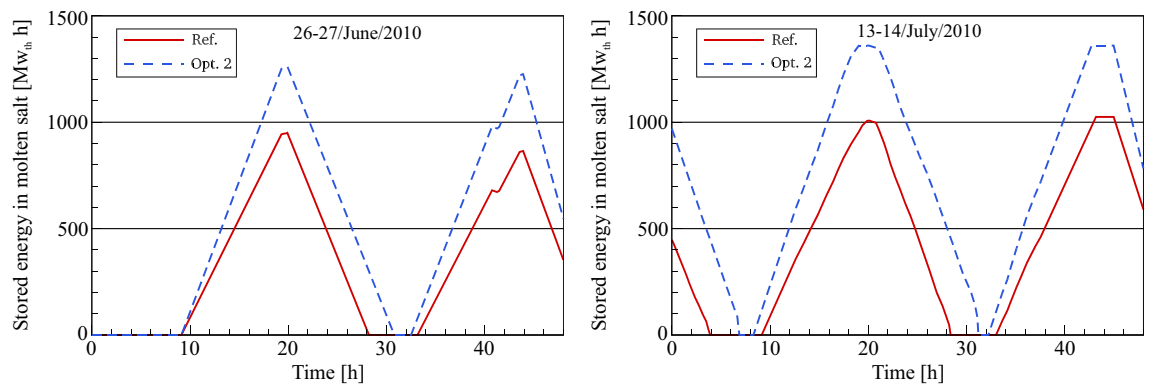 Stored energy in molten salt [Mwth h]
1500
1000
500
0
26-27/June/2010
Ref.
Opt. 2
0 10 20 30 40
Time [h]
Stored energy in molten salt [Mwth h]
1500
1000
500
0
13-14/July/2010
Ref.
Opt. 2
0 10 20 30 40
Time [h]